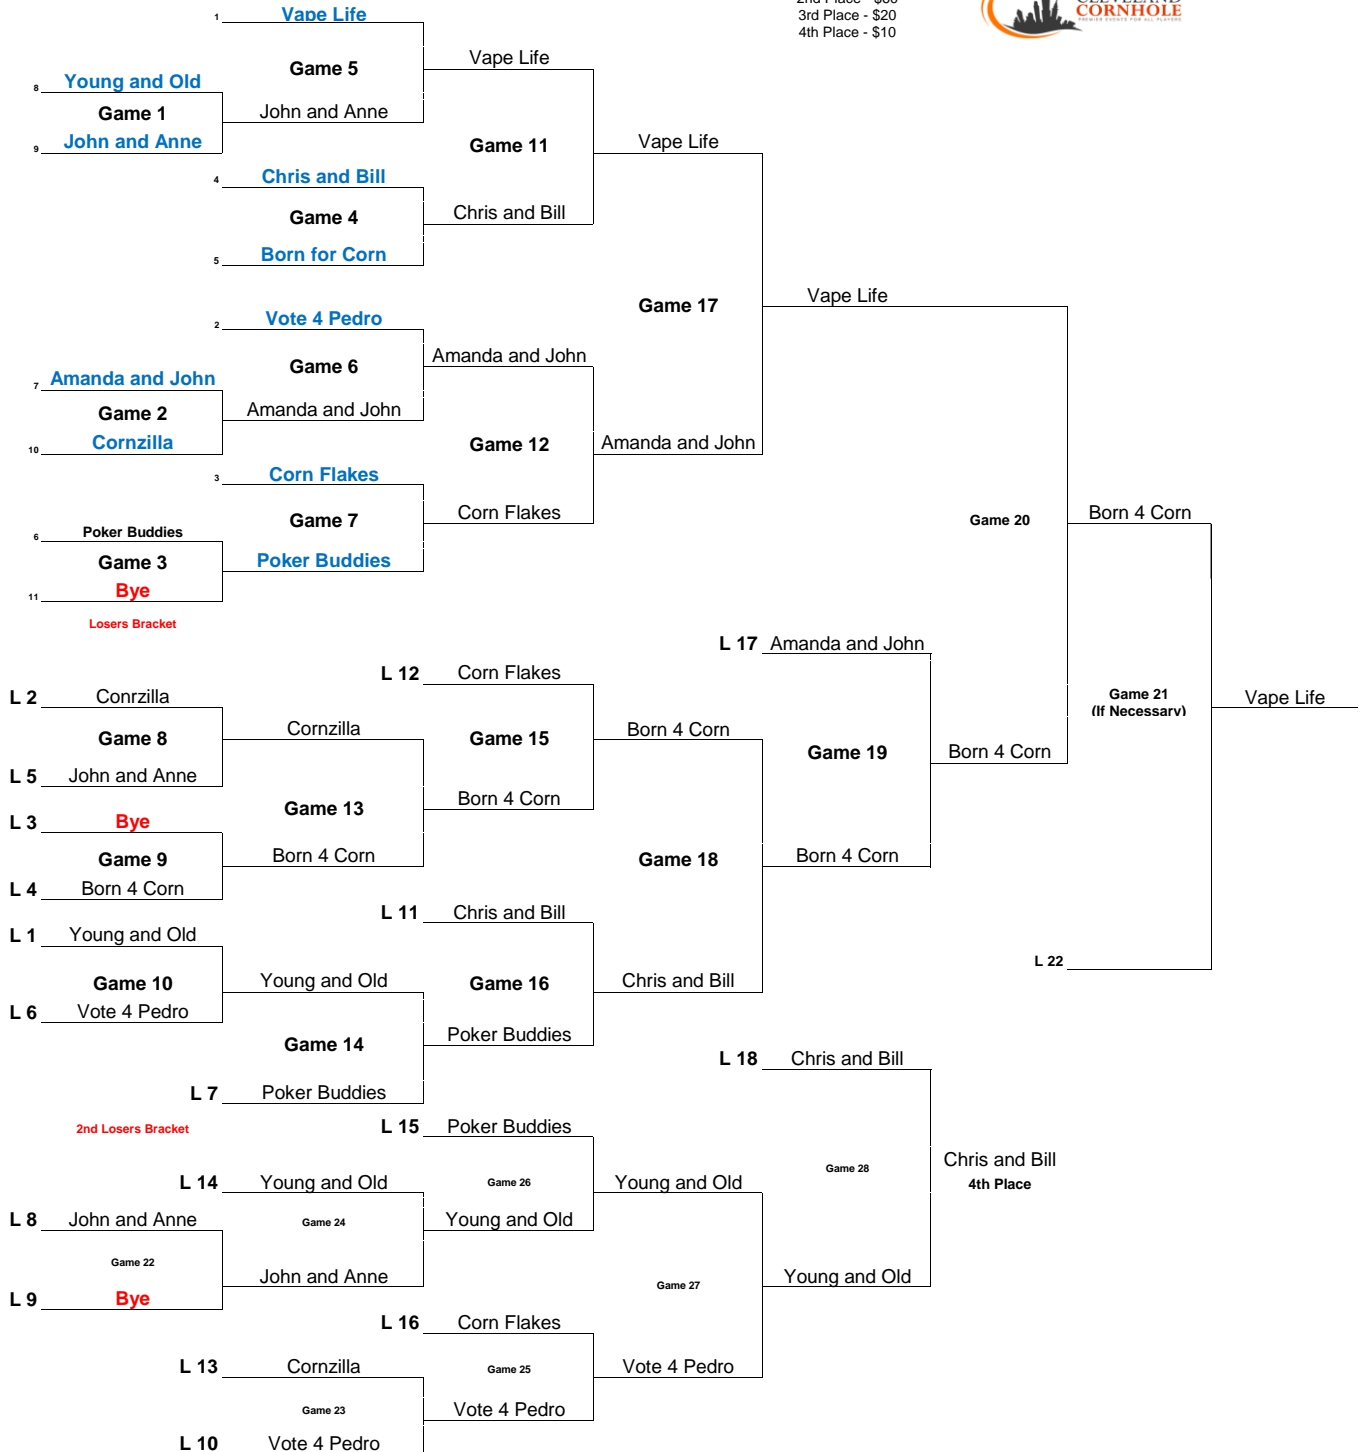 2nd Place - $60
3rd Place - $20
4th Place - $10
CLEVELAND
CORNHOLE
PREMIER EVENTS FOR ALL PLAYERS
1 Vape Life
Game 5
Vape Life
8 Young and Old
Game 1
John and Anne
9 John and Anne
Game 11
Vape Life
4 Chris and Bill
Game 4
Chris and Bill
5 Born for Corn
Game 17
Vape Life
2 Vote 4 Pedro
Game 6
Amanda and John
7 Amanda and John
Game 2
Amanda and John
10 Cornzilla
Game 12
Amanda and John
3 Corn Flakes
Game 7
Corn Flakes
6 Poker Buddies
Game 3
Poker Buddies
11 Bye
Game 20
Born 4 Corn
Losers Bracket
L 17 Amanda and John
L 12 Corn Flakes
L 2 Conrzilla
Game 8
Cornzilla
L 5 John and Anne
Game 15
Born 4 Corn
Game 19
Born 4 Corn
Game 21
(If Necessary)
Vape Life
L 3 Bye
Game 13
Born 4 Corn
Game 9
Born 4 Corn
L 4 Born 4 Corn
Game 18
Born 4 Corn
L 11 Chris and Bill
L 1 Young and Old
Game 10
Young and Old
L 6 Vote 4 Pedro
Game 16
Chris and Bill
L 22
Game 14
Poker Buddies
L 7 Poker Buddies
L 18 Chris and Bill
2nd Losers Bracket
L 15 Poker Buddies
L 14 Young and Old
Game 26
Young and Old
Game 28
Chris and Bill
4th Place
L 8 John and Anne
Game 24
Young and Old
Game 22
John and Anne
L 9 Bye
Game 27
Young and Old
L 16 Corn Flakes
L 13 Cornzilla
Game 25
Vote 4 Pedro
Game 23
Vote 4 Pedro
L 10 Vote 4 Pedro